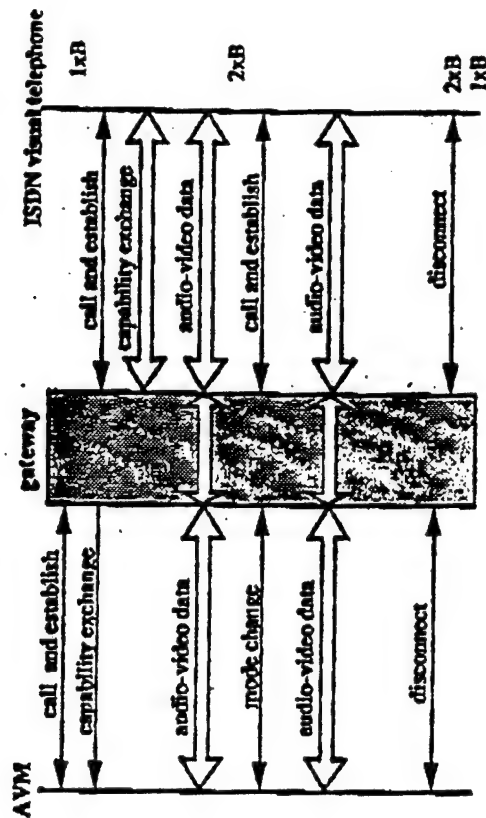 AVM
gateway
ISDN visual telephone
call and establish
capability exchange
audio-video data
mode change
audio-video data
disconnect
call and establish
capability exchange
audio-video data
call and establish
audio-video data
disconnect
1xB
2xB
2xB
1xB